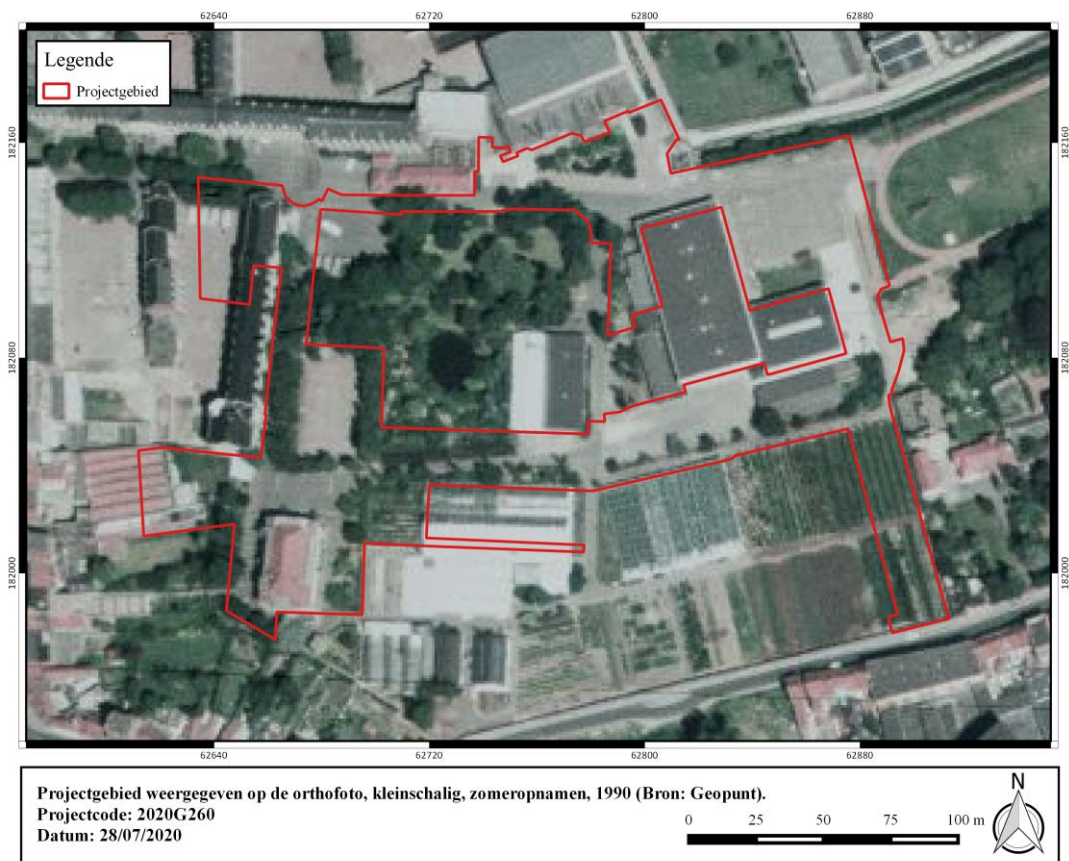 62640 62720 62800 62880
Legende
Projectgebied
182160 182160
182080 182080
182000 182000
62640 62720 62800 62880
Projectgebied weergegeven op de orthofoto, kleinschalig, zomeropnamen, 1990 (Bron: Geopunt).
Projectcode: 2020G260
Datum: 28/07/2020
0 25 50 75 100 m
N